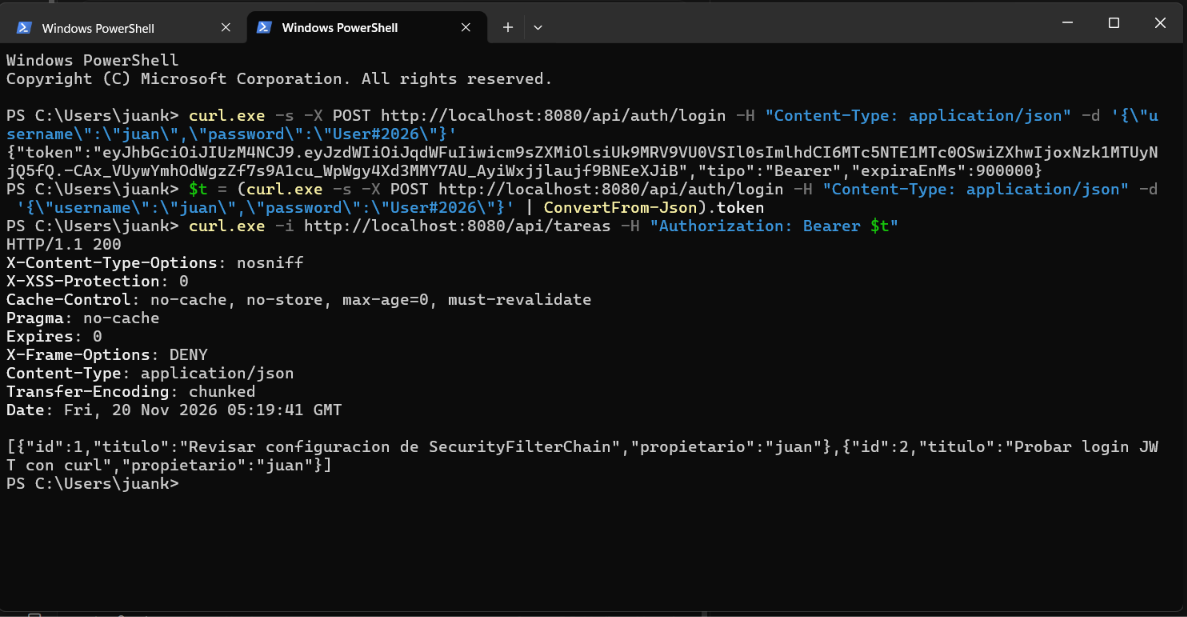 Windows PowerShell
Windows PowerShell
Windows PowerShell
Copyright (C) Microsoft Corporation. All rights reserved.
PS C:\Users\juank> curl.exe -s -X POST http://localhost:8080/api/auth/login -H "Content-Type: application/json" -d '{\"u
sername\":\"juan\",\"password\":\"User#2026\"}'
{"token":"eyJhbGciOiJIUzM4NCJ9.eyJzdWIiOiJqdWFuIiwicm9sZXMiOlsiUk9MRV9VU0VSIl0sImlhdCI6MTc5NTE1MTc0OSwiZXhwIjoxNzk1MTUyN
jQ5fQ.-CAx_VUywYmhOdWgzZf7s9A1cu_WpWgy4Xd3MMY7AU_AyiWxjjlaujf9BNEeXJiB","tipo":"Bearer","expiraEnMs":900000}
PS C:\Users\juank> $t = (curl.exe -s -X POST http://localhost:8080/api/auth/login -H "Content-Type: application/json" -d
'{\"username\":\"juan\",\"password\":\"User#2026\"}' | ConvertFrom-Json).token
PS C:\Users\juank> curl.exe -i http://localhost:8080/api/tareas -H "Authorization: Bearer $t"
HTTP/1.1 200
X-Content-Type-Options: nosniff
X-XSS-Protection: 0
Cache-Control: no-cache, no-store, max-age=0, must-revalidate
Pragma: no-cache
Expires: 0
X-Frame-Options: DENY
Content-Type: application/json
Transfer-Encoding: chunked
Date: Fri, 20 Nov 2026 05:19:41 GMT
[{"id":1,"titulo":"Revisar configuracion de SecurityFilterChain","propietario":"juan"},{"id":2,"titulo":"Probar login JW
T con curl","propietario":"juan"}]
PS C:\Users\juank>